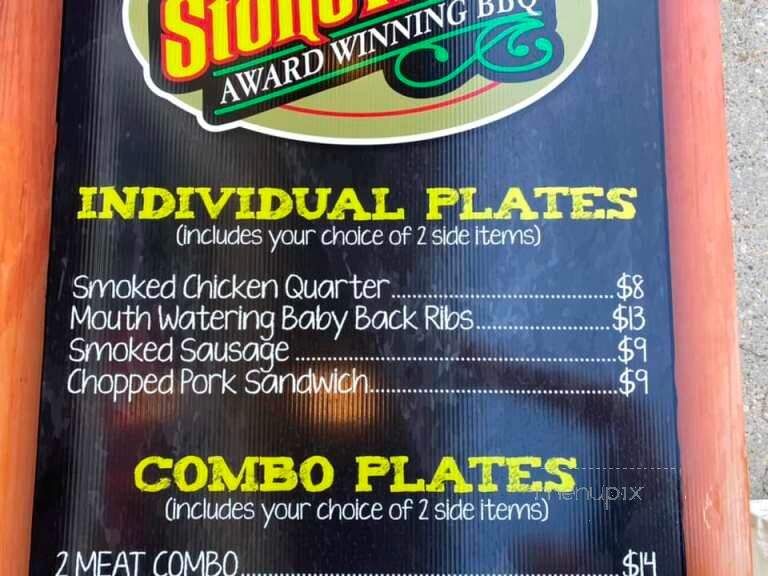 AWARD WINNING BBQ
INDIVIDUAL PLATES
(includes your choice of 2 side items)
Smoked Chicken Quarter....................................$8
Mouth Watering Baby Back Ribs......................$13
Smoked Sausage ....................................................$9
Chopped Pork Sandwich........................................$9
COMBO PLATES
(includes your choice of 2 side items)
menupix
2 MEAT COMBO..........................................................$14